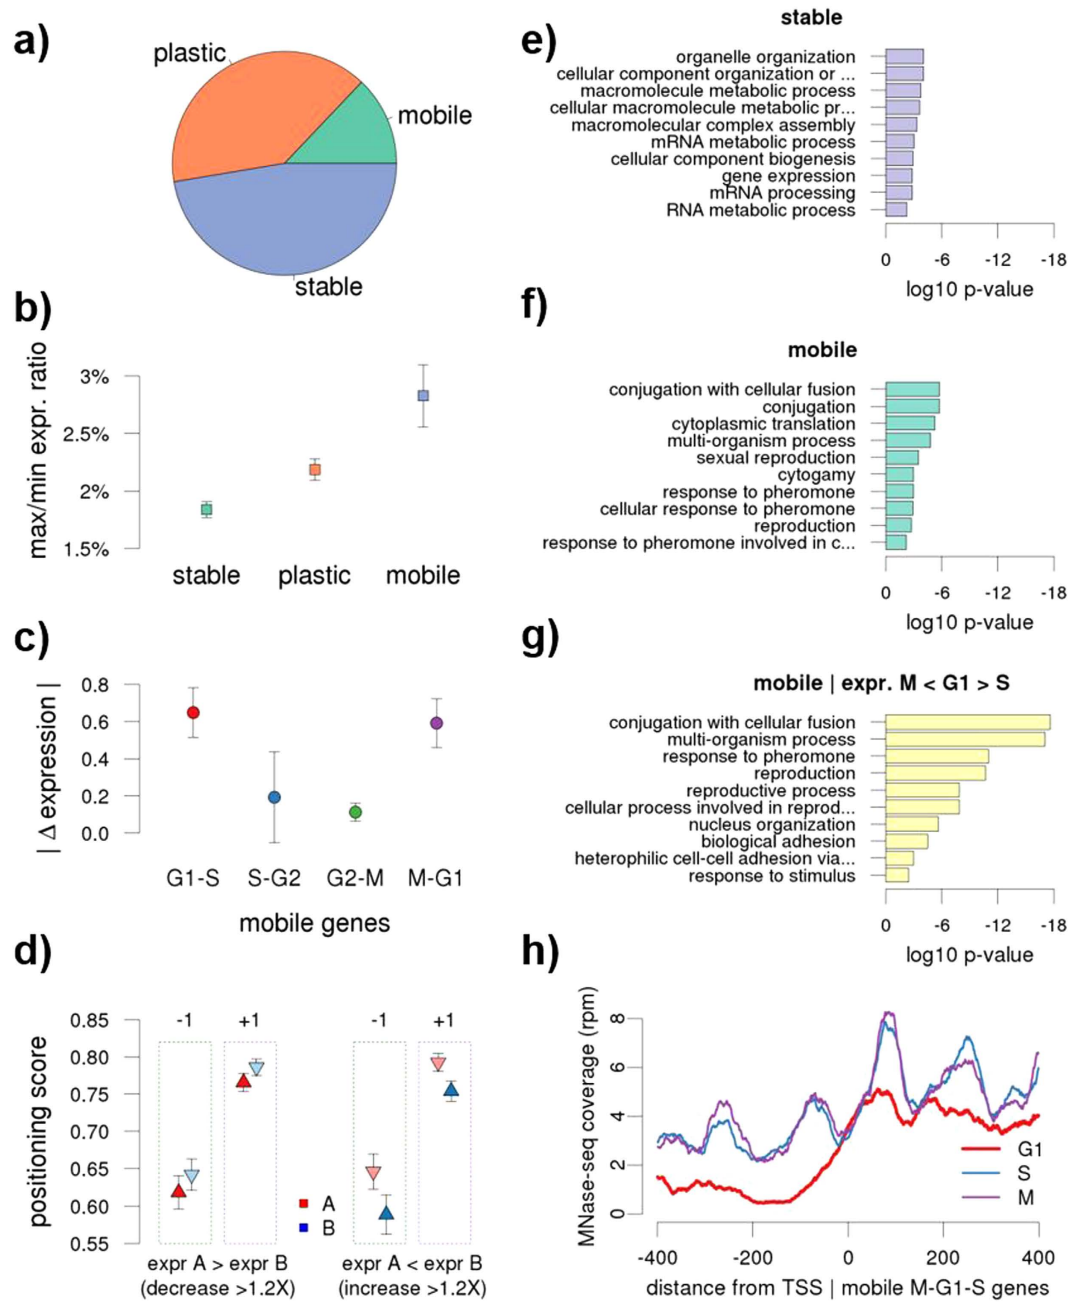 a)
plastic
mobile
stable
b)
max/min expr. ratio
3%
2.5%
2%
1.5%
stable plastic mobile
c)
| Δ expression |
0.8
0.6
0.4
0.2
0.0
G1-S S-G2 G2-M M-G1
mobile genes
d)
positioning score
0.85
0.80
0.75
0.70
0.65
0.60
0.55
-1 +1 -1 +1
A
B
expr A > expr B
(decrease >1.2X)
expr A < expr B
(increase >1.2X)
e)
stable
organelle organization
cellular component organization or ...
macromolecule metabolic process
cellular macromolecule metabolic pr...
macromolecular complex assembly
mRNA metabolic process
cellular component biogenesis
gene expression
mRNA processing
RNA metabolic process
0 -6 -12 -18
log10 p-value
f)
mobile
conjugation with cellular fusion
conjugation
cytoplasmic translation
multi-organism process
sexual reproduction
cytogamy
response to pheromone
cellular response to pheromone
reproduction
response to pheromone involved in c...
0 -6 -12 -18
log10 p-value
g)
mobile | expr. M < G1 > S
conjugation with cellular fusion
multi-organism process
response to pheromone
reproduction
reproductive process
cellular process involved in reprod...
nucleus organization
biological adhesion
heterophilic cell-cell adhesion via...
response to stimulus
0 -6 -12 -18
log10 p-value
h)
MNase-seq coverage (rpm)
8
6
4
2
0
G1
S
M
-400 -200 0 200 400
distance from TSS | mobile M-G1-S genes